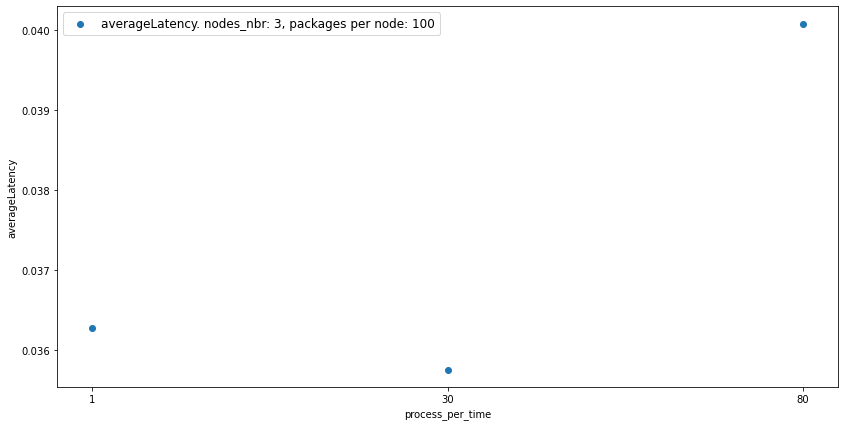 averageLatency. nodes_nbr: 3, packages per node: 100
0.040
0.039
0.038
0.037
0.036
averageLatency
1 30 80
process_per_time